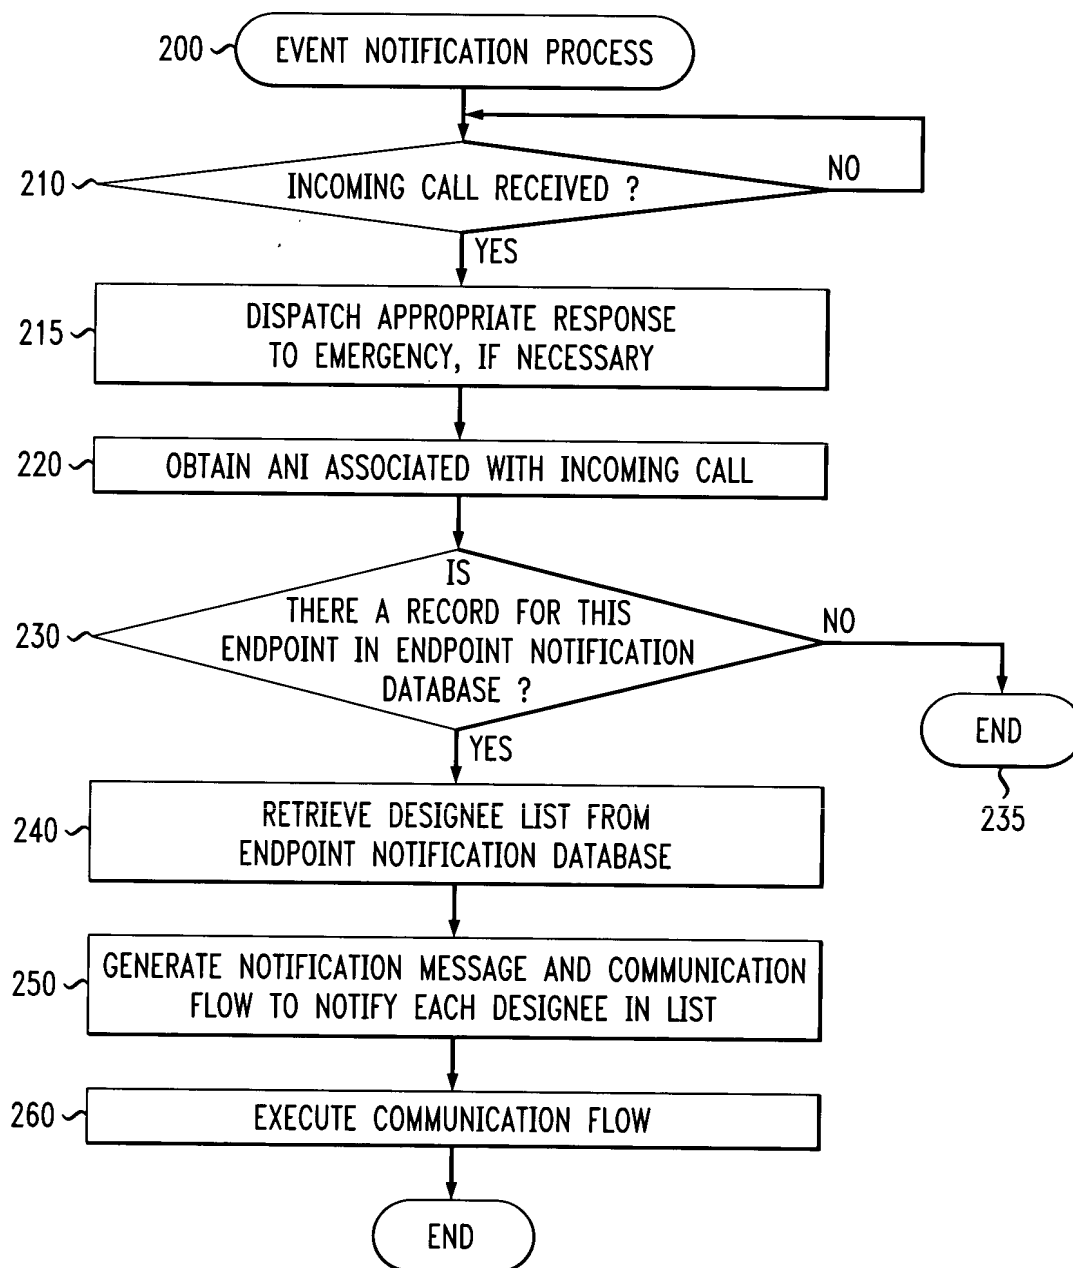 200
EVENT NOTIFICATION PROCESS
210
INCOMING CALL RECEIVED ?
NO
YES
215
DISPATCH APPROPRIATE RESPONSE
TO EMERGENCY, IF NECESSARY
220
OBTAIN ANI ASSOCIATED WITH INCOMING CALL
230
IS
THERE A RECORD FOR THIS
ENDPOINT IN ENDPOINT NOTIFICATION
DATABASE ?
NO
YES
END
235
240
RETRIEVE DESIGNEE LIST FROM
ENDPOINT NOTIFICATION DATABASE
250
GENERATE NOTIFICATION MESSAGE AND COMMUNICATION
FLOW TO NOTIFY EACH DESIGNEE IN LIST
260
EXECUTE COMMUNICATION FLOW
END